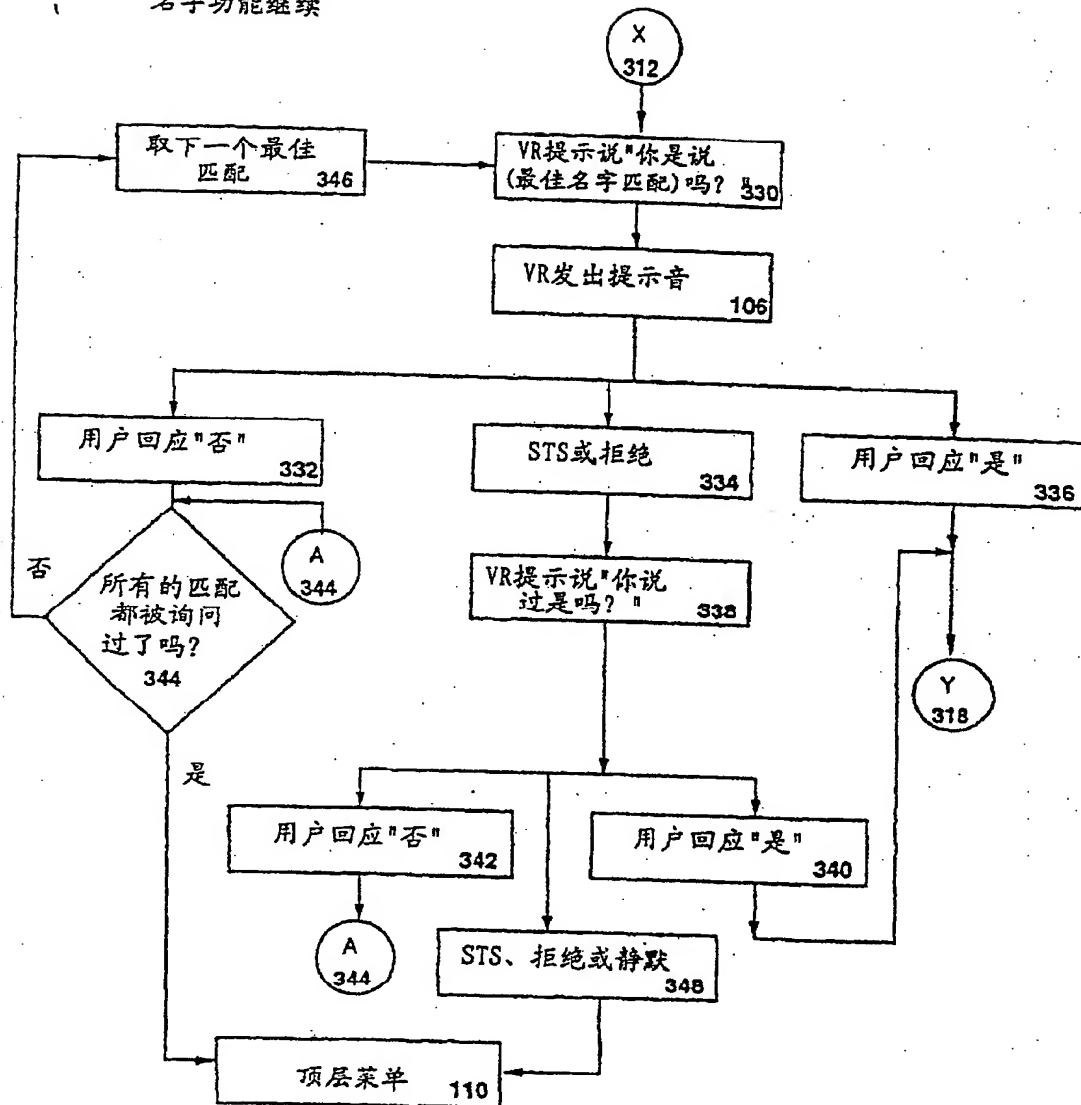 名字功能继续
X
312
取下一个最佳
匹配 346
VR提示说"你是说
(最佳名字匹配)吗?" 330
VR发出提示音
106
用户回应"否"
332
STS或拒绝
334
用户回应"是"
336
A
344
否
所有的匹配
都被询问
过了吗?
344
VR提示说"你说
过是吗?" 338
Y
318
是
用户回应"否"
342
用户回应"是"
340
A
344
STS、拒绝或静默
348
顶层菜单
110